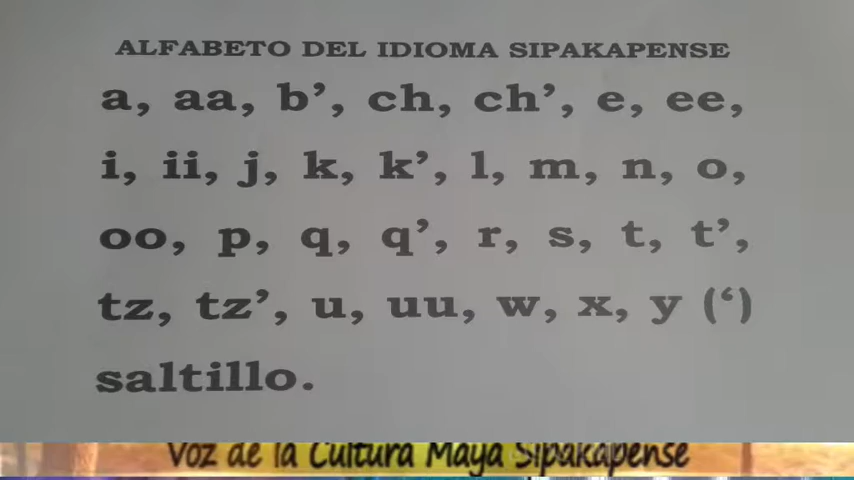 ALFABETO DEL IDIOMA SIPAKAPENSE
a, aa, b’, ch, ch’, e, ee,
i, ii, j, k, k’, l, m, n, o,
oo, p, q, q’, r, s, t, t’,
tz, tz’, u, uu, w, x, y (‘)
saltillo.
Voz de la Cultura Maya Sipakapense